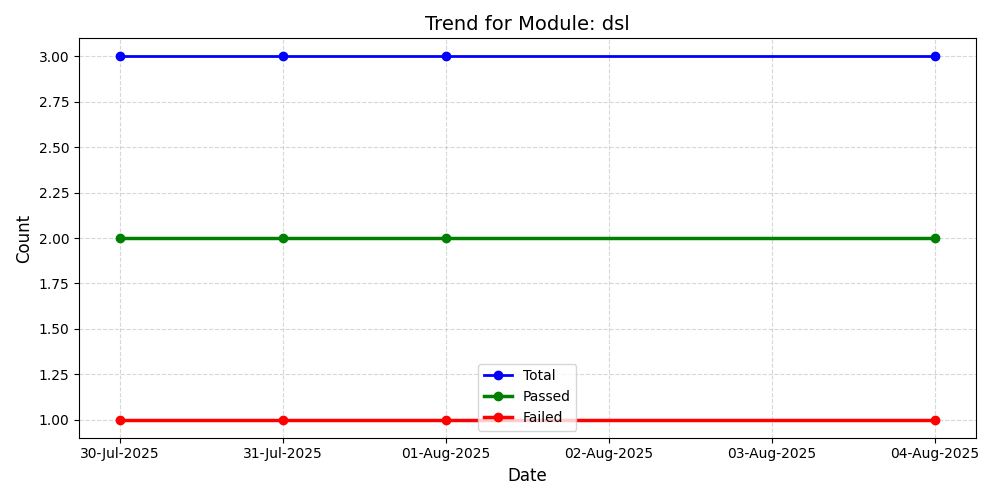 Trend for Module: dsl
Count
3.00
2.75
2.50
2.25
2.00
1.75
1.50
1.25
1.00
Total
Passed
Failed
30-Jul-2025
31-Jul-2025
01-Aug-2025
02-Aug-2025
03-Aug-2025
04-Aug-2025
Date